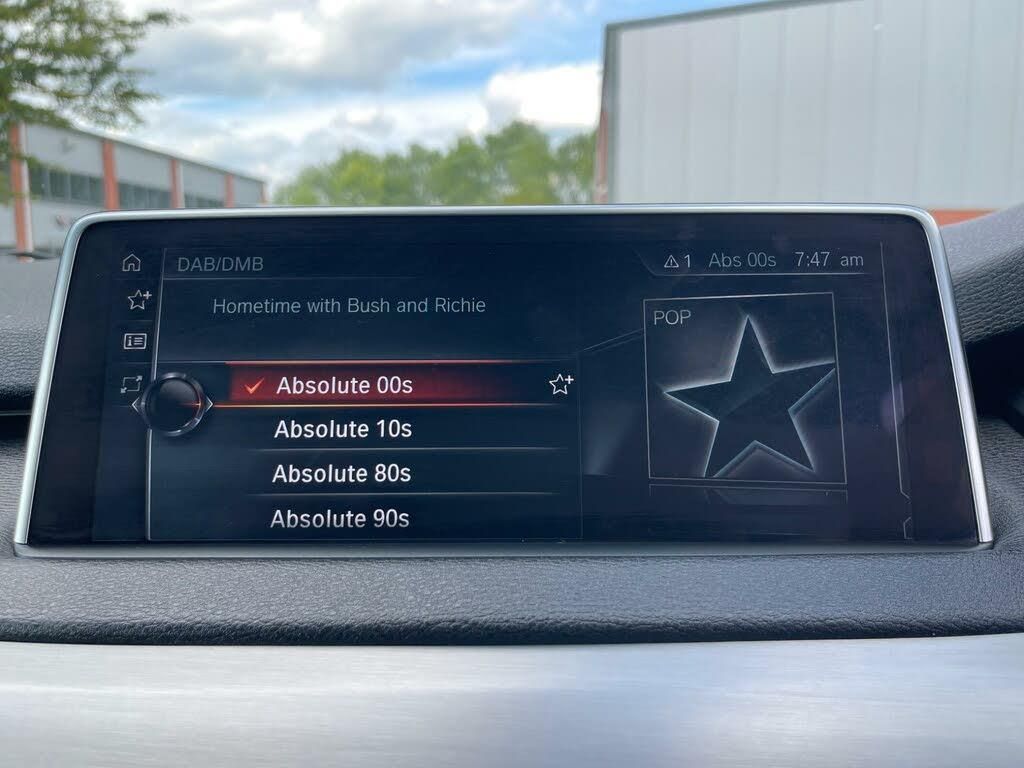 DAB/DMB
1 Abs 00s 7:47 am
Hometime with Bush and Richie
POP
Absolute 00s
Absolute 10s
Absolute 80s
Absolute 90s